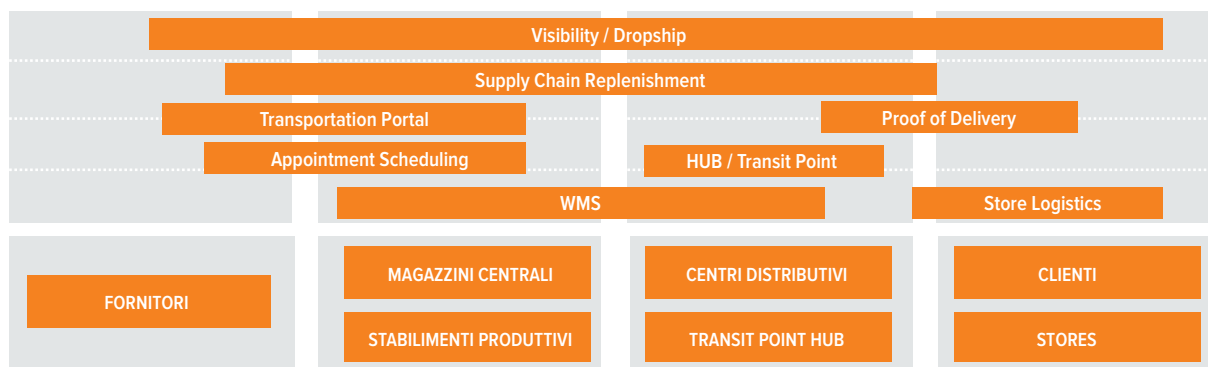 Visibility / Dropship
Supply Chain Replenishment
Transportation Portal
Proof of Delivery
Appointment Scheduling
HUB / Transit Point
WMS
Store Logistics
FORNITORI
MAGAZZINI CENTRALI
CENTRI DISTRIBUTIVI
CLIENTI
STABILIMENTI PRODUTTIVI
TRANSIT POINT HUB
STORES